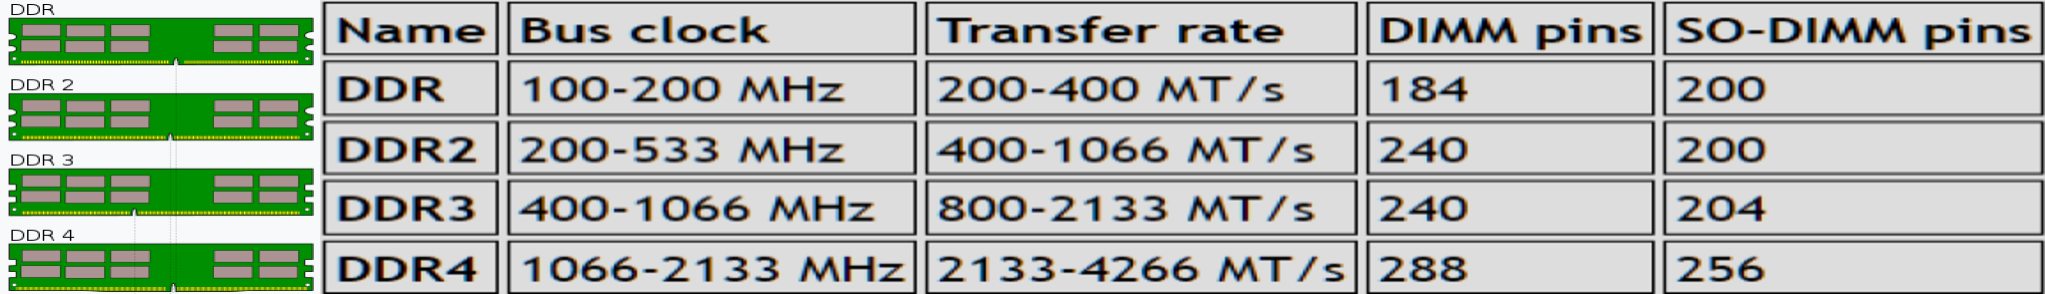 DDR
DDR 2
DDR 3
DDR 4
Name Bus clock Transfer rate DIMM pins SO-DIMM pins
DDR 100-200 MHz 200-400 MT/s 184 200
DDR2 200-533 MHz 400-1066 MT/s 240 200
DDR3 400-1066 MHz 800-2133 MT/s 240 204
DDR4 1066-2133 MHz 2133-4266 MT/s 288 256